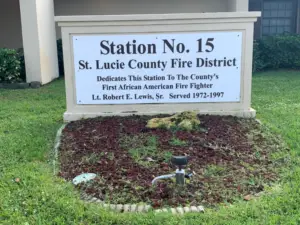 Station No. 15
St. Lucie County Fire District
Dedicates This Station To The County's
First African American Fire Fighter
Lt. Robert E. Lewis, Sr. Served 1972-1997